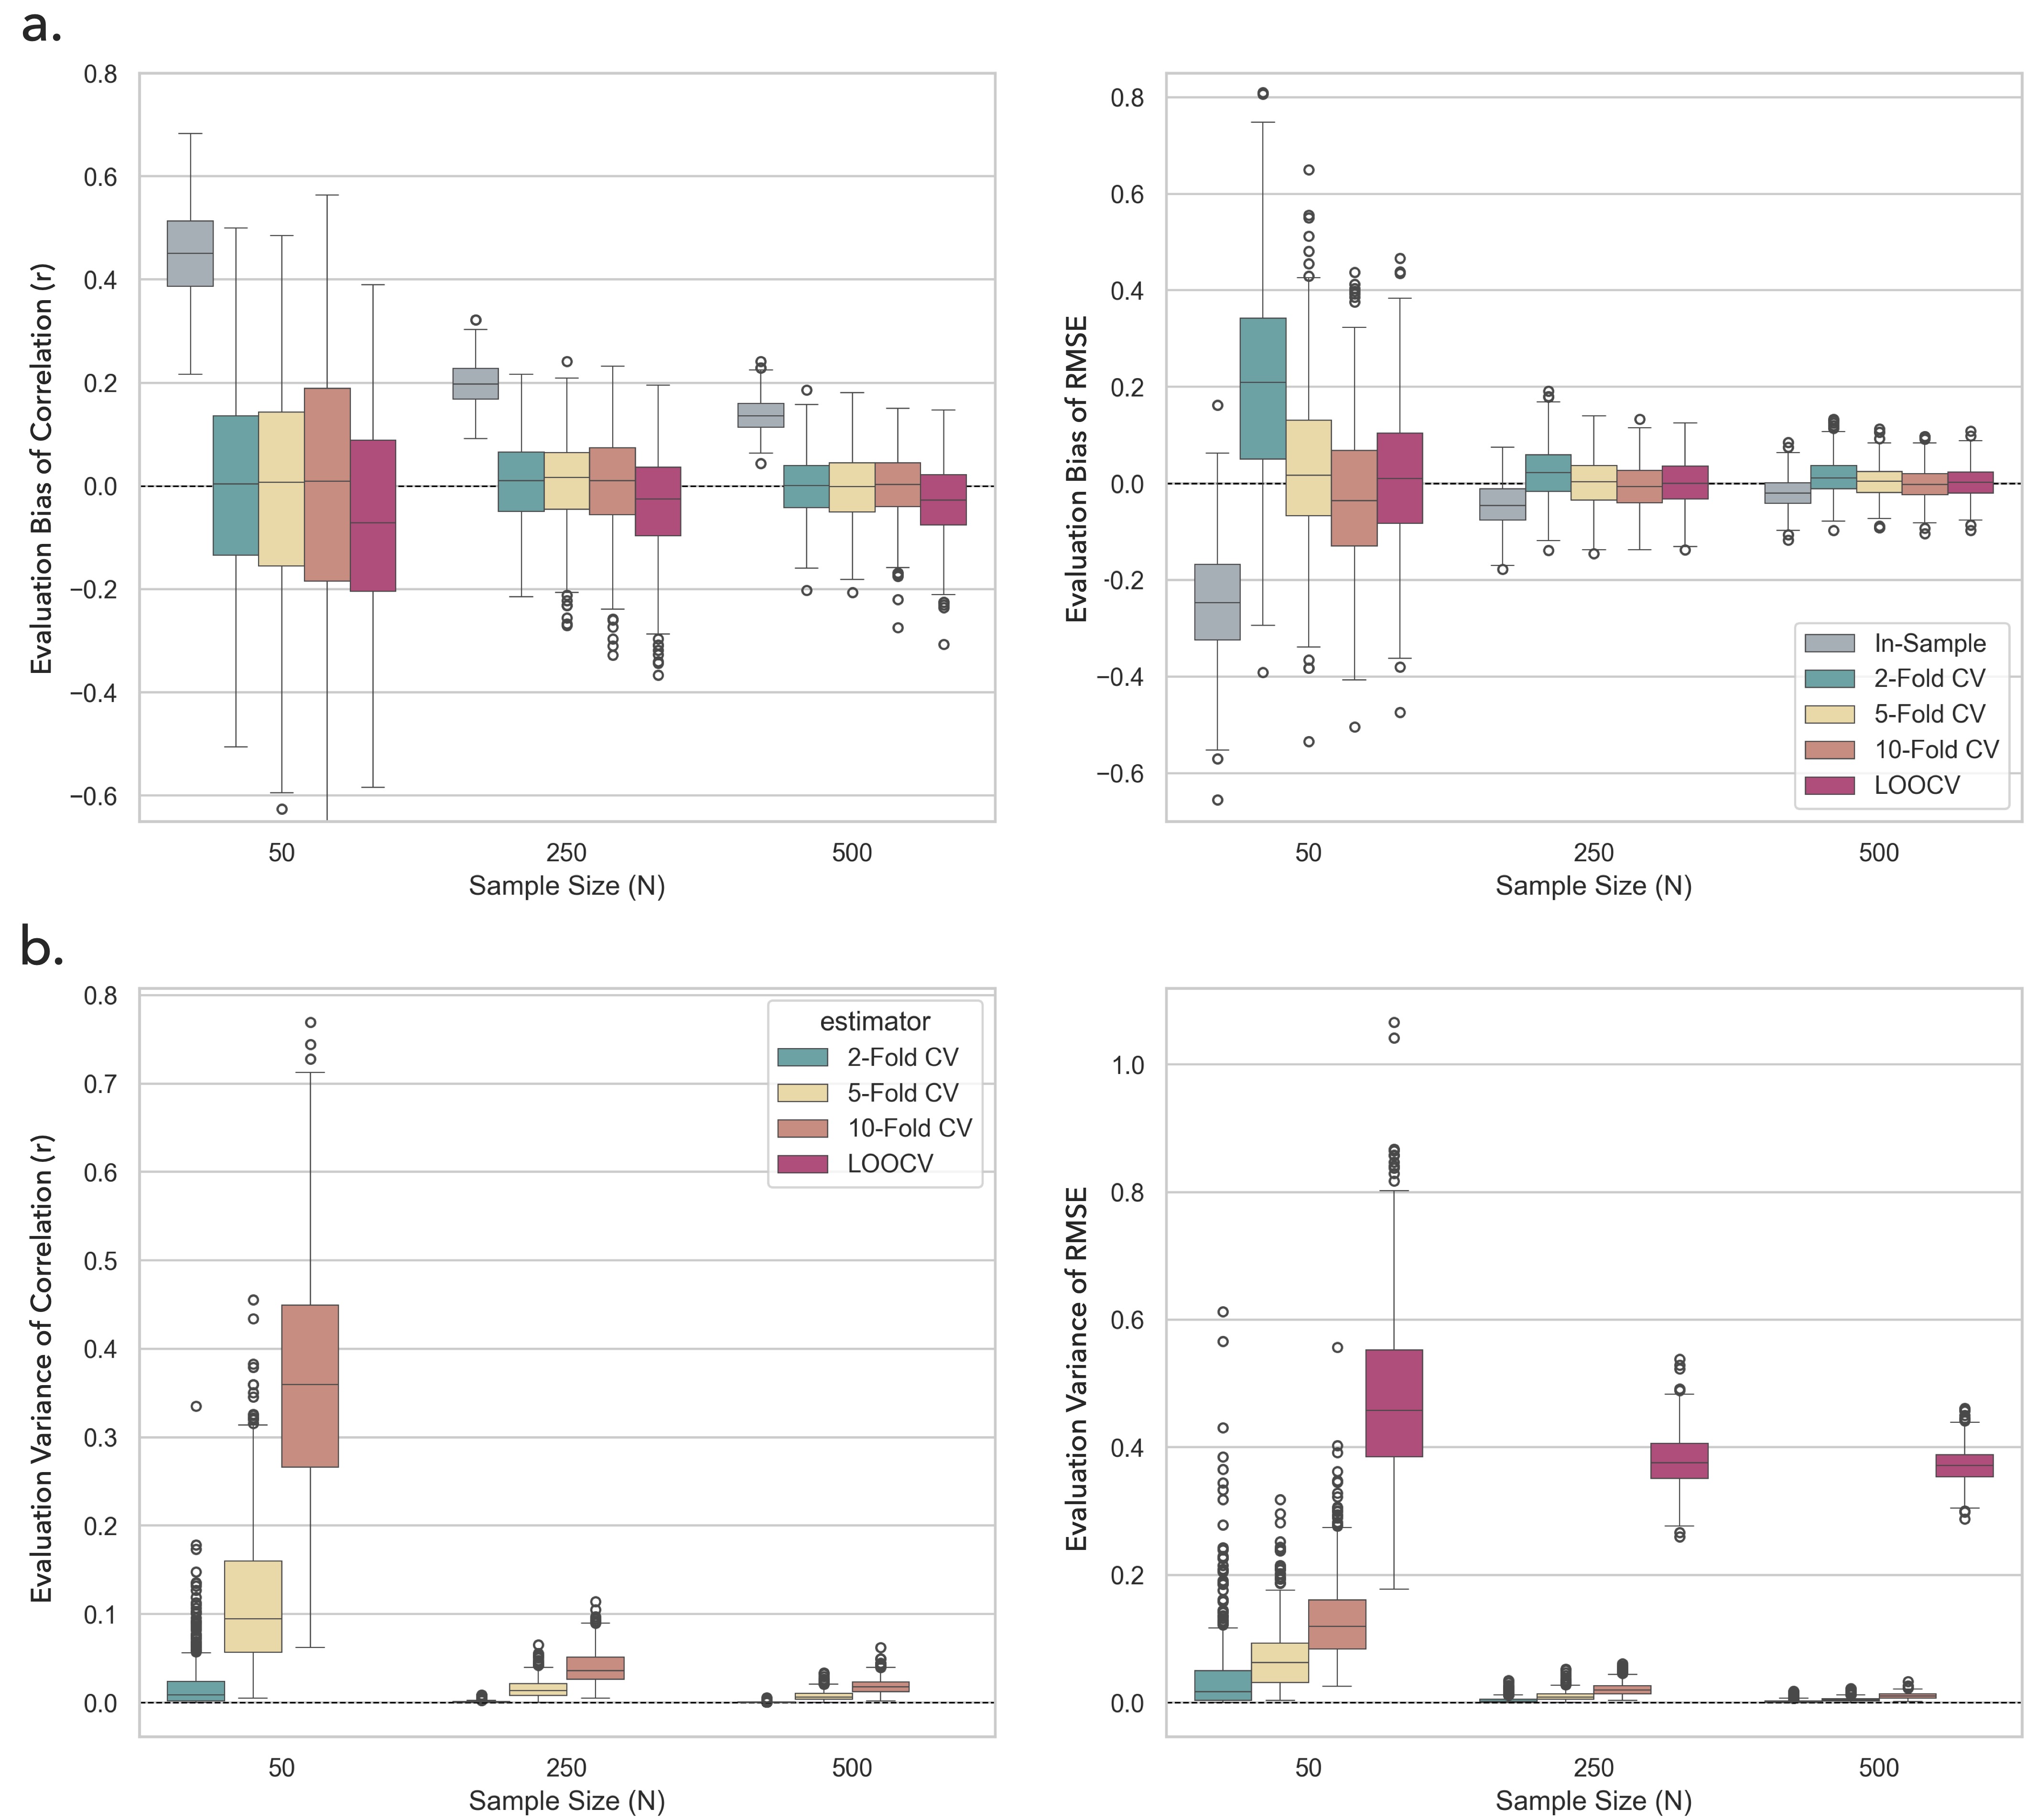 a.
Evaluation Bias of Correlation (r)
0.8
0.6
0.4
0.2
0.0
−0.2
−0.4
−0.6
50
250
500
Sample Size (N)
Evaluation Bias of RMSE
0.8
0.6
0.4
0.2
0.0
-0.2
−0.4
−0.6
50
250
500
Sample Size (N)
In-Sample
2-Fold CV
5-Fold CV
10-Fold CV
LOOCV
b.
Evaluation Variance of Correlation (r)
0.8
0.7
0.6
0.5
0.4
0.3
0.2
0.1
0.0
50
250
500
Sample Size (N)
estimator
2-Fold CV
5-Fold CV
10-Fold CV
LOOCV
Evaluation Variance of RMSE
1.0
0.8
0.6
0.4
0.2
0.0
50
250
500
Sample Size (N)